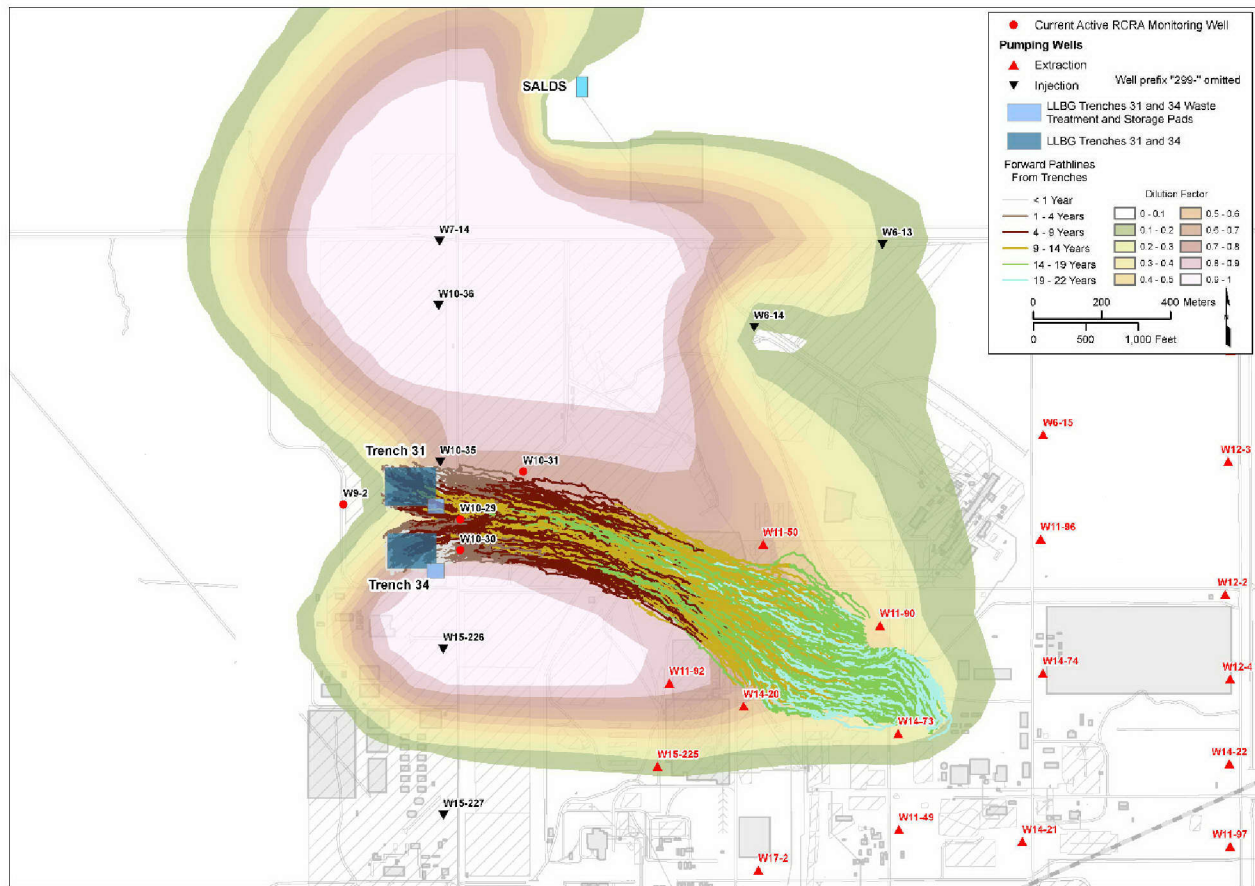 Current Active RCRA Monitoring Well
Pumping Wells
Extraction
Injection
Well prefix "299-" omitted
LLBG Trenches 31 and 34 Waste
Treatment and Storage Pads
LLBG Trenches 31 and 34
Forward Pathlines
From Trenches
< 1 Year
1 - 4 Years
4 - 9 Years
9 - 14 Years
14 - 19 Years
19 - 22 Years
Dilution Factor
0 - 0.1
0.1 - 0.2
0.2 - 0.3
0.3 - 0.4
0.4 - 0.5
0.5 - 0.6
0.6 - 0.7
0.7 - 0.8
0.8 - 0.9
0.9 - 1
0 200 400 Meters
0 500 1,000 Feet
SALDS
W7-14
W6-13
W10-36
W6-14
W6-15
Trench 31
W10-35
W10-31
W12-3
W9-2
W10-29
W11-96
W11-50
W10-30
Trench 34
W12-2
W11-90
W15-226
W11-92
W14-74
W12-4
W14-20
W14-73
W15-225
W14-22
W15-227
W11-49
W14-21
W11-97
W17-2